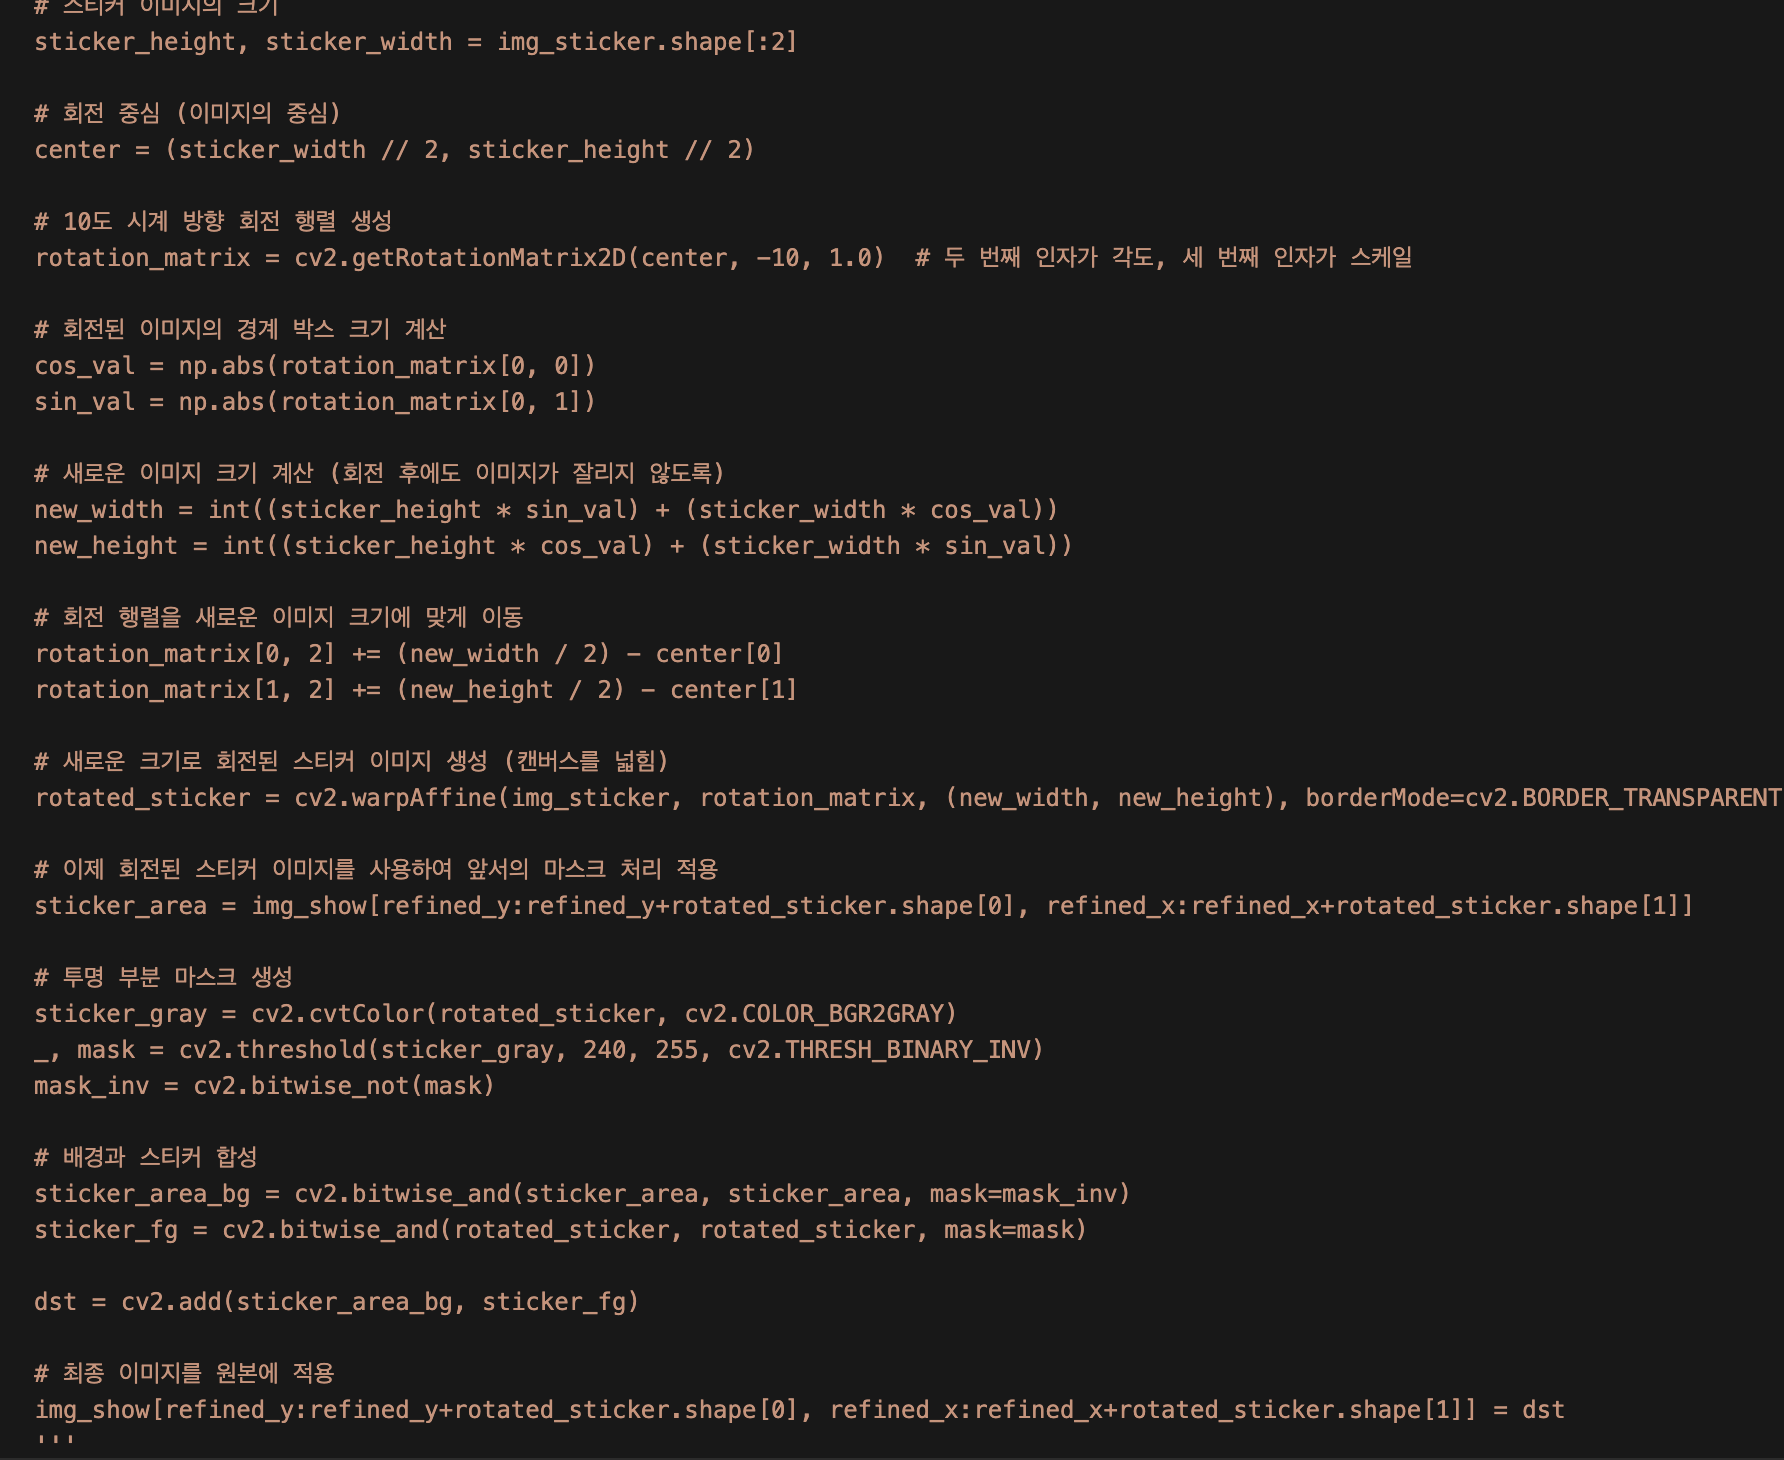 # 스티커 이미지의 크기
sticker_height, sticker_width = img_sticker.shape[:2]
# 회전 중심 (이미지의 중심)
center = (sticker_width // 2, sticker_height // 2)
# 10도 시계 방향 회전 행렬 생성
rotation_matrix = cv2.getRotationMatrix2D(center, -10, 1.0)  # 두 번째 인자가 각도, 세 번째 인자가 스케일
# 회전된 이미지의 경계 박스 크기 계산
cos_val = np.abs(rotation_matrix[0, 0])
sin_val = np.abs(rotation_matrix[0, 1])
# 새로운 이미지 크기 계산 (회전 후에도 이미지가 잘리지 않도록)
new_width = int((sticker_height * sin_val) + (sticker_width * cos_val))
new_height = int((sticker_height * cos_val) + (sticker_width * sin_val))
# 회전 행렬을 새로운 이미지 크기에 맞게 이동
rotation_matrix[0, 2] += (new_width / 2) - center[0]
rotation_matrix[1, 2] += (new_height / 2) - center[1]
# 새로운 크기로 회전된 스티커 이미지 생성 (캔버스를 넓힘)
rotated_sticker = cv2.warpAffine(img_sticker, rotation_matrix, (new_width, new_height), borderMode=cv2.BORDER_TRANSPARENT
# 이제 회전된 스티커 이미지를 사용하여 앞서의 마스크 처리 적용
sticker_area = img_show[refined_y:refined_y+rotated_sticker.shape[0], refined_x:refined_x+rotated_sticker.shape[1]]
# 투명 부분 마스크 생성
sticker_gray = cv2.cvtColor(rotated_sticker, cv2.COLOR_BGR2GRAY)
_, mask = cv2.threshold(sticker_gray, 240, 255, cv2.THRESH_BINARY_INV)
mask_inv = cv2.bitwise_not(mask)
# 배경과 스티커 합성
sticker_area_bg = cv2.bitwise_and(sticker_area, sticker_area, mask=mask_inv)
sticker_fg = cv2.bitwise_and(rotated_sticker, rotated_sticker, mask=mask)
dst = cv2.add(sticker_area_bg, sticker_fg)
# 최종 이미지를 원본에 적용
img_show[refined_y:refined_y+rotated_sticker.shape[0], refined_x:refined_x+rotated_sticker.shape[1]] = dst
'''